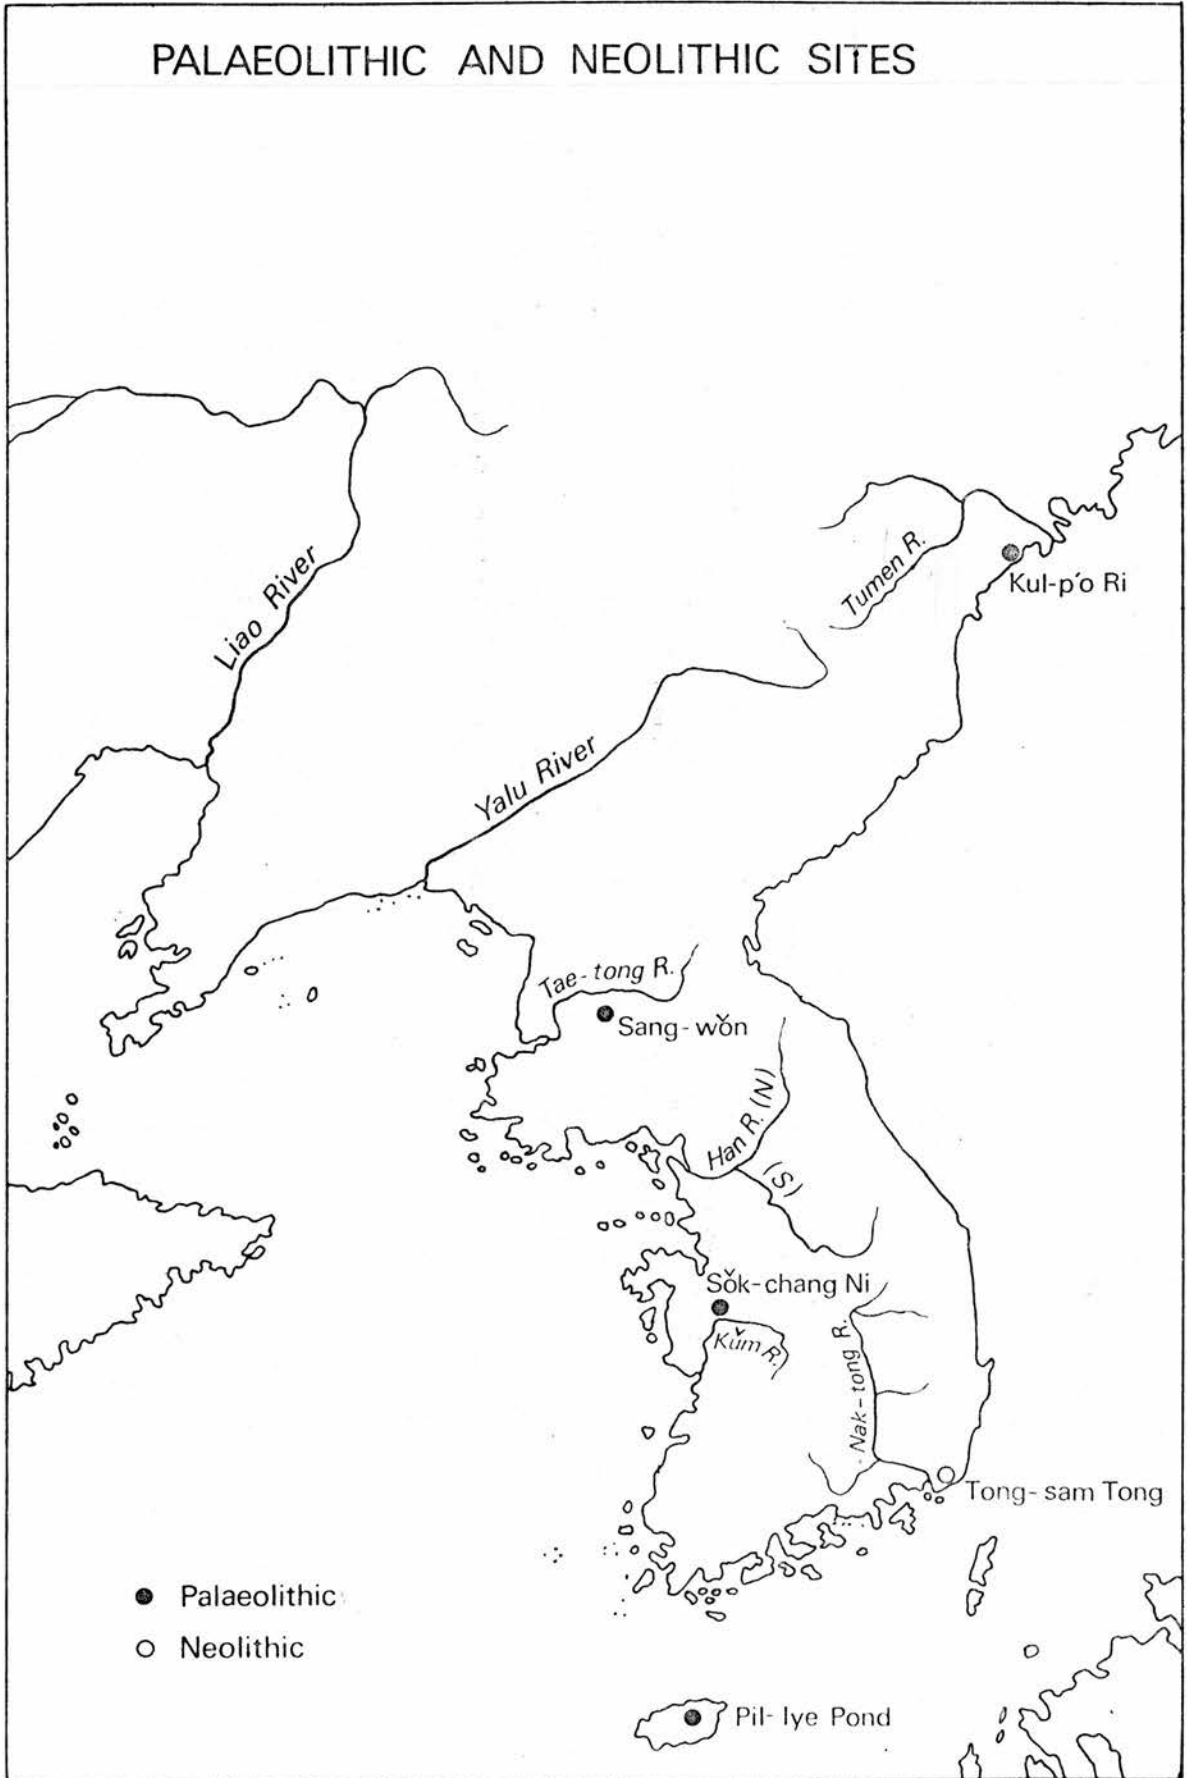 PALAEOLITHIC AND NEOLITHIC SITES
Liao River
Tumen R.
Kul-p'o Ri
Yalu River
Tae-tong R.
Sang-wŏn
Han R. (N)
(S)
Sŏk-chang Ni
Kŭm R.
Nak-tong R.
Tong-sam Tong
Palaeolithic
Neolithic
Pil-lye Pond